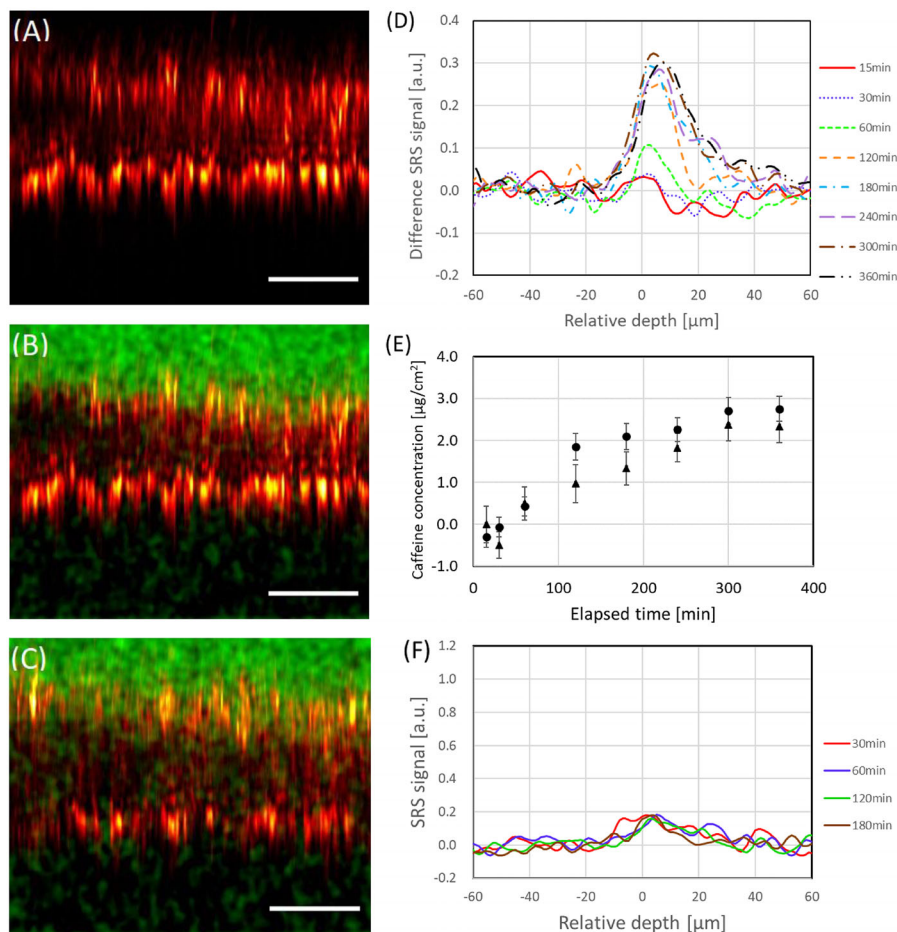 (A)
(B)
(C)
(D)
0.4
0.3
0.2
0.1
0.0
-0.1
-0.2
Difference SRS signal [a.u.]
-60 -40 -20 0 20 40 60
Relative depth [µm]
15min
30min
60min
120min
180min
240min
300min
360min
(E)
4.0
3.0
2.0
1.0
0.0
-1.0
Caffeine concentration [µg/cm²]
0 100 200 300 400
Elapsed time [min]
(F)
1.2
1.0
0.8
0.6
0.4
0.2
0.0
-0.2
SRS signal [a.u.]
-60 -40 -20 0 20 40 60
Relative depth [µm]
30min
60min
120min
180min